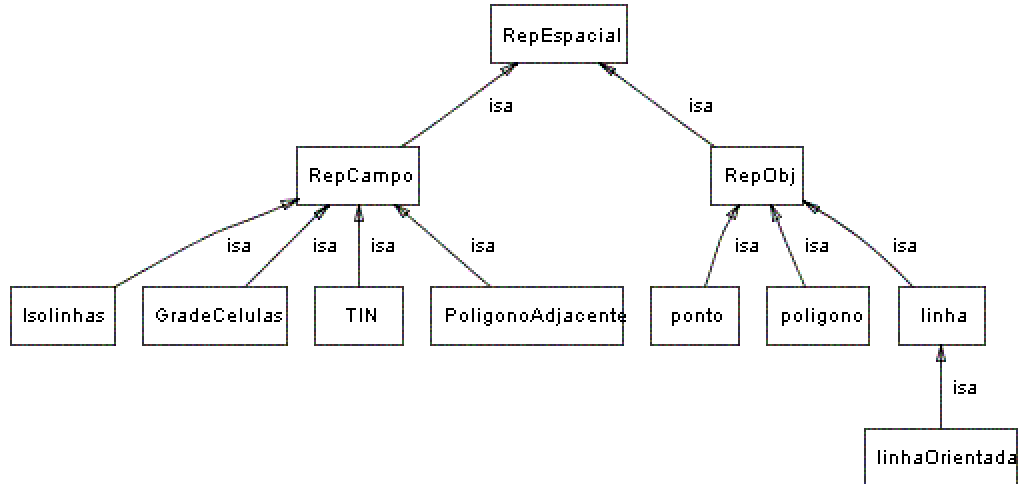 RepEspacial
isa
isa
RepCampo
RepObj
isa
isa
isa
isa
isa
isa
isa
Isolinhas
GradeCelulas
TIN
PoligonoAdjacente
ponto
poligono
linha
isa
linhaOrientada